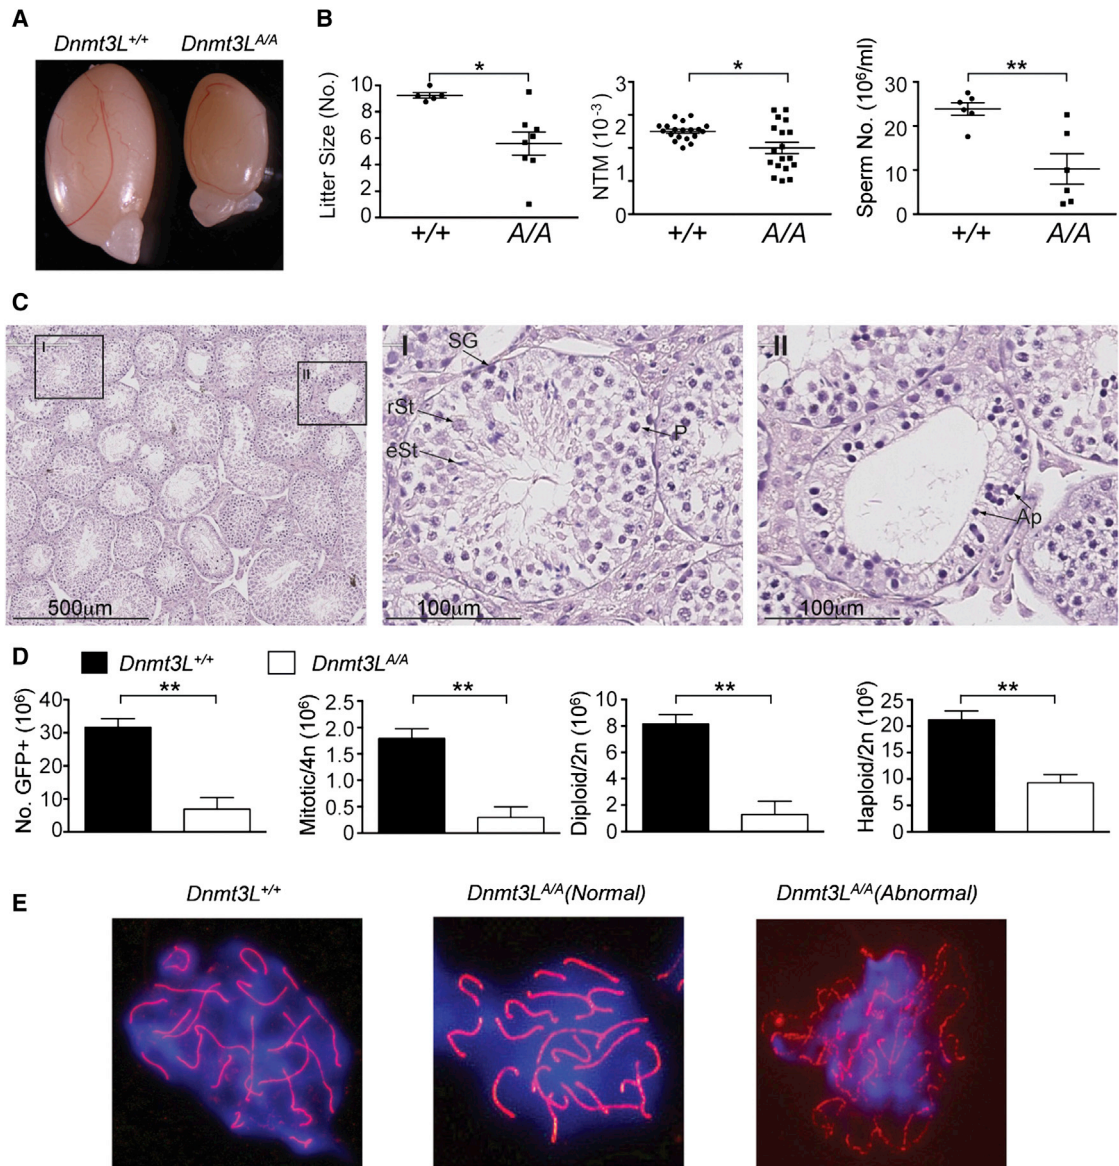 A
Dnmt3L+/+ Dnmt3LA/A
B
Litter Size (No.)
10
8
6
4
2
0
+/+ A/A
*
NTM (10-3)
3
2
1
0
+/+ A/A
*
Sperm No. (106/ml)
30
20
10
0
+/+ A/A
**
C
I
II
500µm
I
SG
rSt
eSt
P
100µm
II
Ap
100µm
D
Dnmt3L+/+ Dnmt3LA/A
No. GFP+ (106)
40
30
20
10
0
**
Mitotic/4n (106)
2.5
2.0
1.5
1.0
0.5
0
**
Diploid/2n (106)
10
8
6
4
2
0
**
Haploid/2n (106)
25
20
15
10
5
0
**
E
Dnmt3L+/+ Dnmt3LA/A(Normal) Dnmt3LA/A(Abnormal)